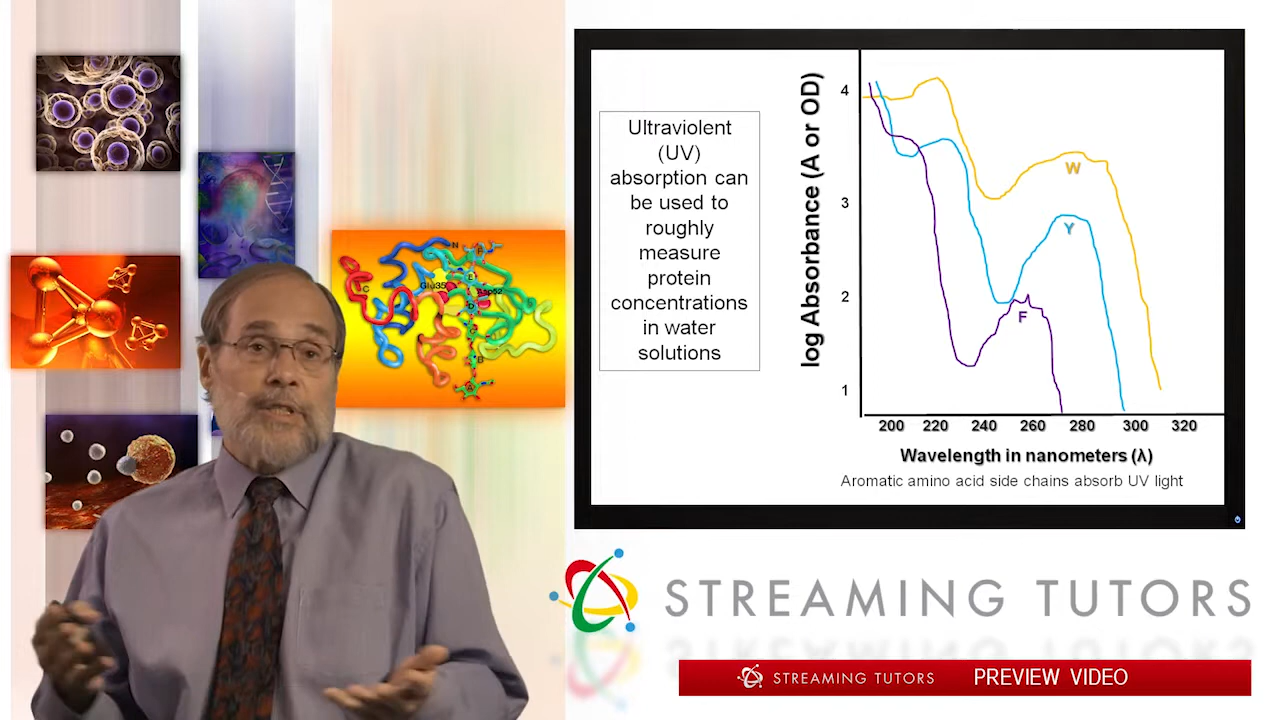 Ultraviolent
(UV)
absorption can
be used to
roughly
measure
protein
concentrations
in water
solutions
log Absorbance (A or OD)
4
3
2
1
W
Y
F
200 220 240 260 280 300 320
Wavelength in nanometers (λ)
Aromatic amino acid side chains absorb UV light
N
C
Glu35
Asp52
F
E
D
C
B
A
STREAMING TUTORS
STREAMING TUTORS PREVIEW VIDEO